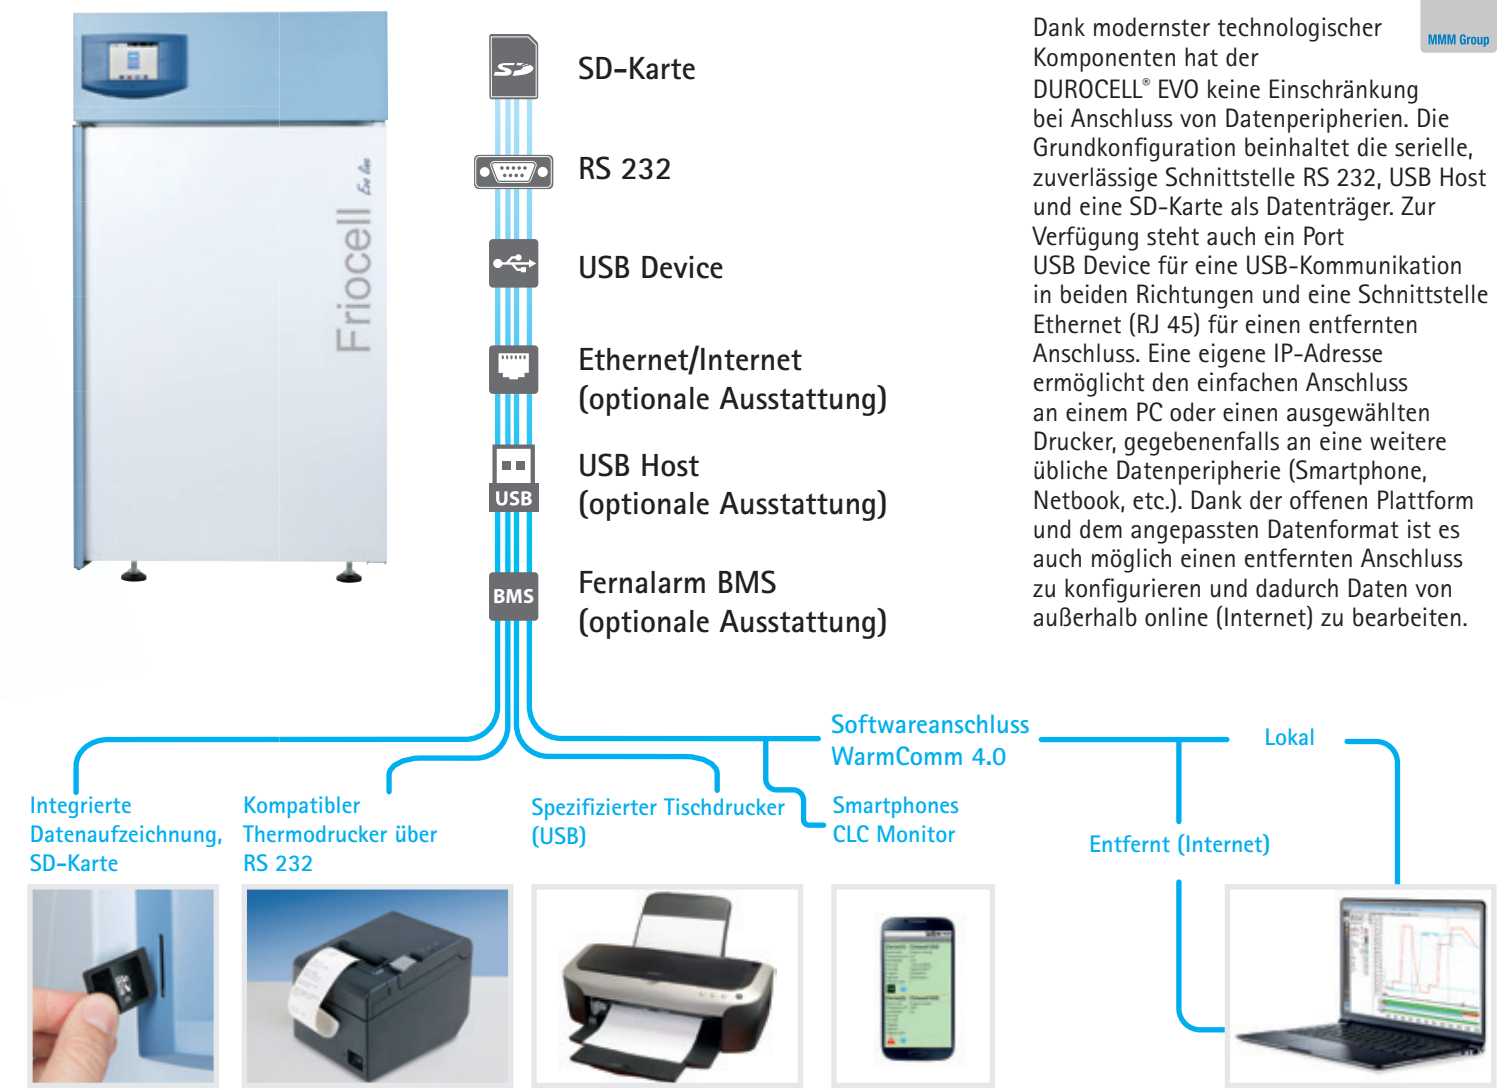 Friocell Evo line
SD-Karte
RS 232
USB Device
Ethernet/Internet
(optionale Ausstattung)
USB
USB Host
(optionale Ausstattung)
BMS
Fernalarm BMS
(optionale Ausstattung)
MMM Group
Dank modernster technologischer
Komponenten hat der
DUROCELL® EVO keine Einschränkung
bei Anschluss von Datenperipherien. Die
Grundkonfiguration beinhaltet die serielle,
zuverlässige Schnittstelle RS 232, USB Host
und eine SD-Karte als Datenträger. Zur
Verfügung steht auch ein Port
USB Device für eine USB-Kommunikation
in beiden Richtungen und eine Schnittstelle
Ethernet (RJ 45) für einen entfernten
Anschluss. Eine eigene IP-Adresse
ermöglicht den einfachen Anschluss
an einem PC oder einen ausgewählten
Drucker, gegebenenfalls an eine weitere
übliche Datenperipherie (Smartphone,
Netbook, etc.). Dank der offenen Plattform
und dem angepassten Datenformat ist es
auch möglich einen entfernten Anschluss
zu konfigurieren und dadurch Daten von
außerhalb online (Internet) zu bearbeiten.
Softwareanschluss
WarmComm 4.0
Lokal
Integrierte
Datenaufzeichnung,
SD-Karte
Kompatibler
Thermodrucker über
RS 232
Spezifizierter Tischdrucker
(USB)
Smartphones
CLC Monitor
Entfernt (Internet)